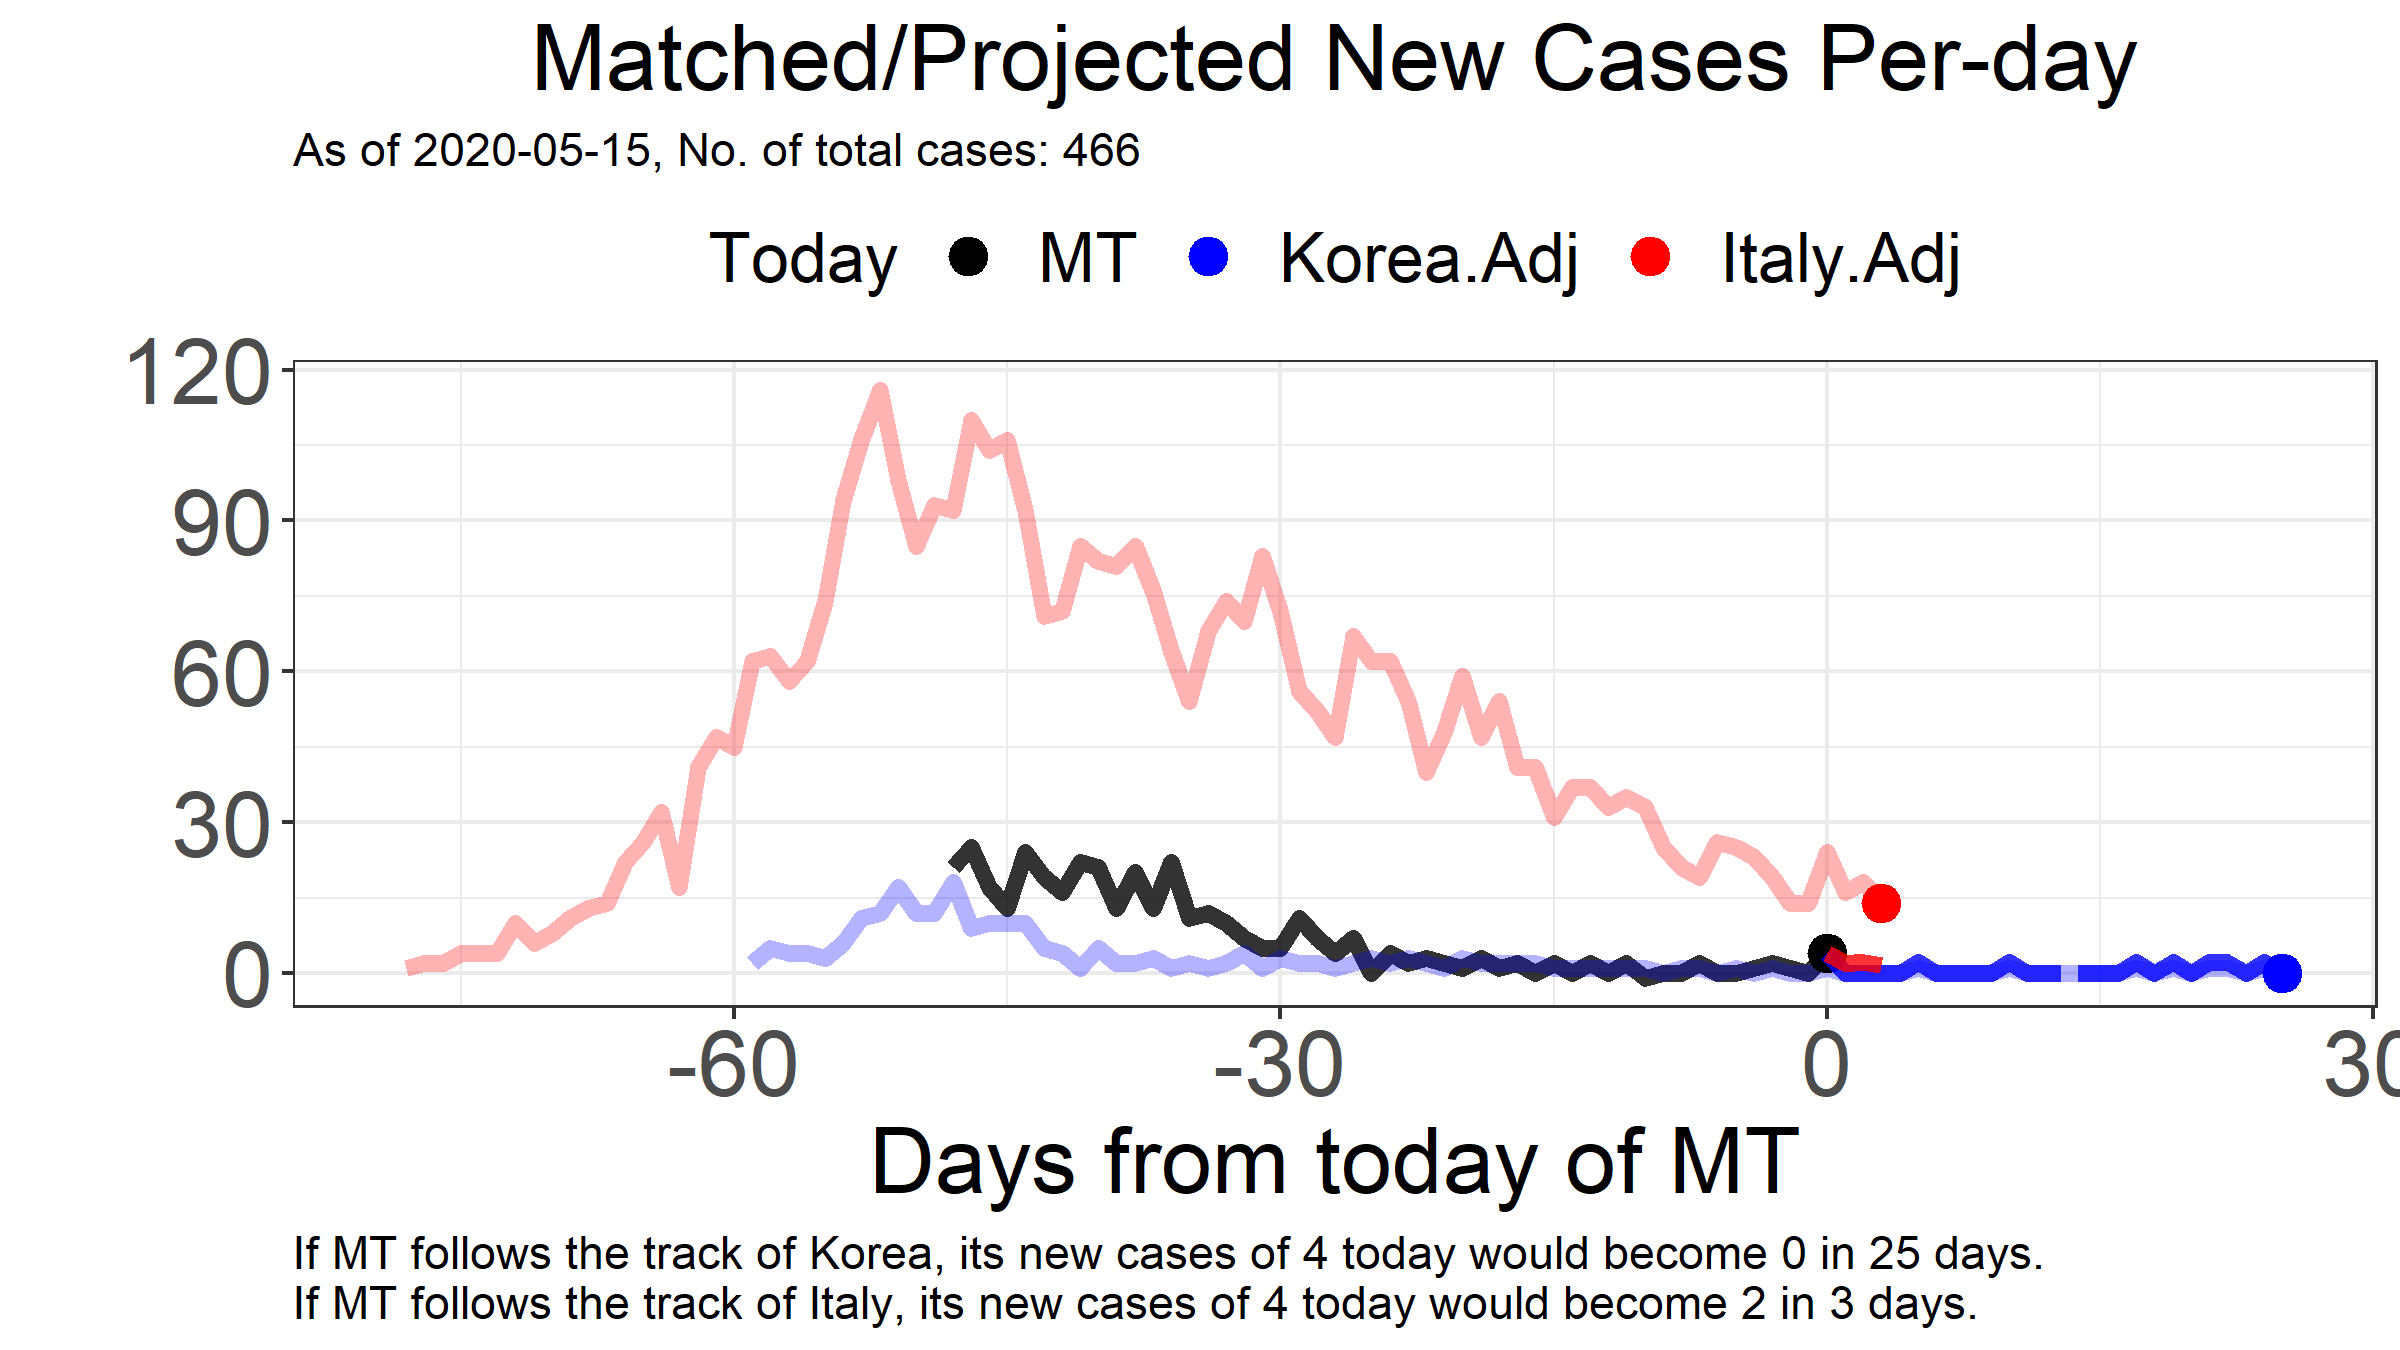 Matched/Projected New Cases Per-day
As of 2020-05-15, No. of total cases: 466
Today MT Korea.Adj Italy.Adj
120
90
60
30
0
-60 -30 0 30
Days from today of MT
If MT follows the track of Korea, its new cases of 4 today would become 0 in 25 days.
If MT follows the track of Italy, its new cases of 4 today would become 2 in 3 days.